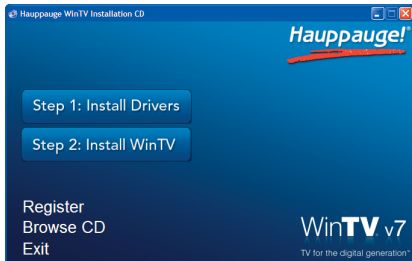 Hauppauge WinTV Installation CD
Hauppauge!®
Step 1: Install Drivers
Step 2: Install WinTV
Register
Browse CD
Exit
WinTV v7
TV for the digital generation™